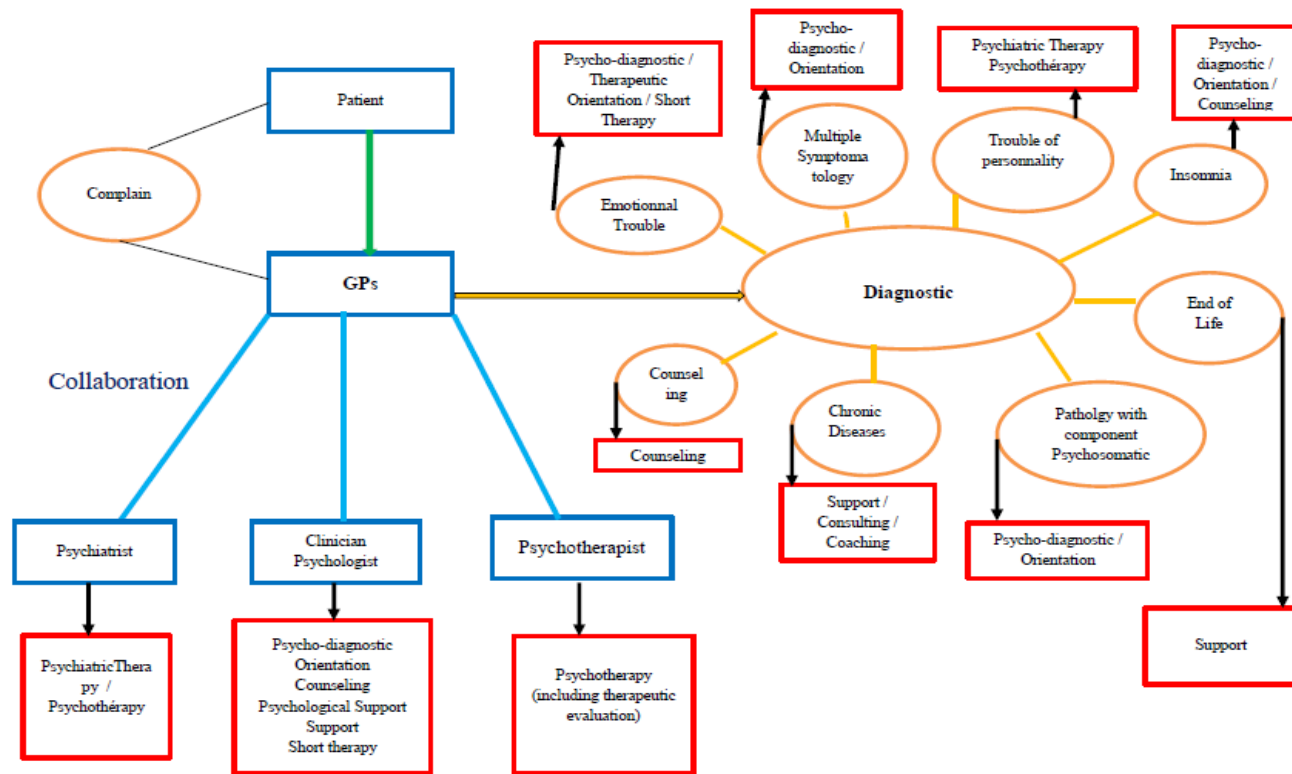 Patient
Complain
GPs
Collaboration
Psychiatrist
Clinician
Psychologist
Psychotherapist
PsychiatricThera
py /
Psychothérapy
Psycho-diagnostic
Orientation
Counseling
Psychological Support
Support
Short therapy
Psychotherapy
(including therapeutic
evaluation)
Psycho-diagnostic /
Therapeutic
Orientation / Short
Therapy
Psycho-
diagnostic /
Orientation
Psychiatric Therapy
Psychothérapy
Psycho-
diagnostic /
Orientation /
Counseling
Emotionnal
Trouble
Multiple
Symptoma
tology
Trouble of
personnality
Insomnia
Diagnostic
End of
Life
Counsel
ing
Chronic
Diseases
Patholgy with
component
Psychosomatic
Counseling
Support /
Consulting /
Coaching
Psycho-diagnostic /
Orientation
Support